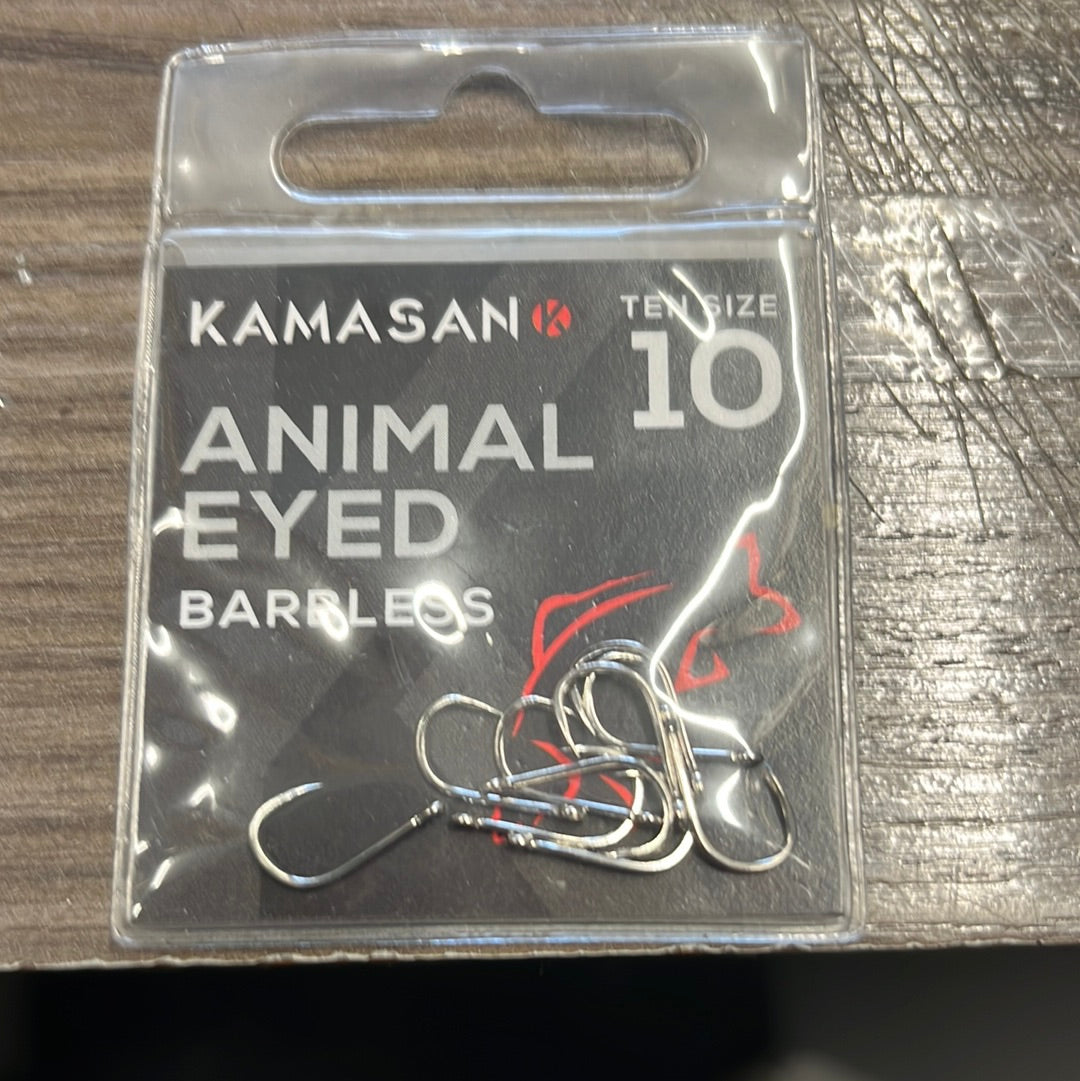 KAMASAN
TEN SIZE
10
ANIMAL
EYED
BARBLESS